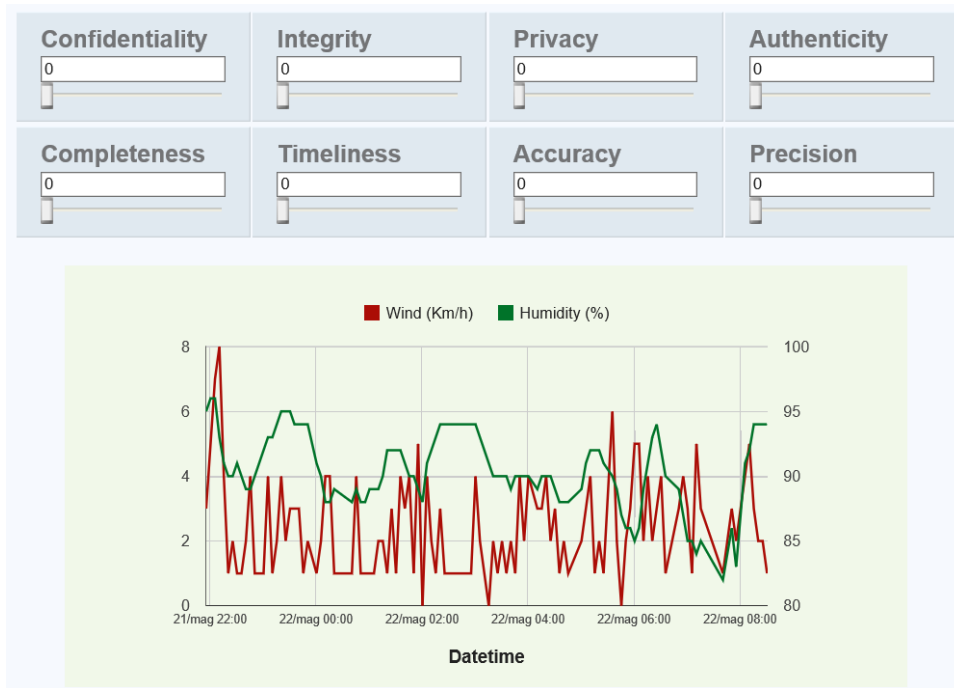 Confidentiality Integrity Privacy Authenticity
0 0 0 0
Completeness Timeliness Accuracy Precision
0 0 0 0
Wind (Km/h) Humidity (%)
8 100
6 95
4 90
2 85
0 80
21/mag 22:00 22/mag 00:00 22/mag 02:00 22/mag 04:00 22/mag 06:00 22/mag 08:00
Datetime